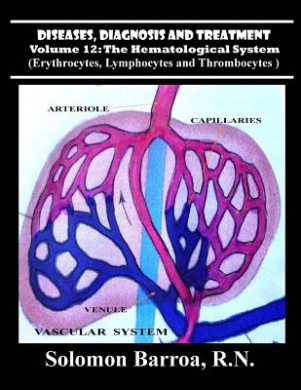 DISEASES, DIAGNOSIS AND TREATMENT
Volume 12: The Hematological System
(Erythrocytes, Lymphocytes and Thrombocytes )
ARTERIOLE
CAPILLARIES
VENULE
VASCULAR SYSTEM
Solomon Barroa, R.N.